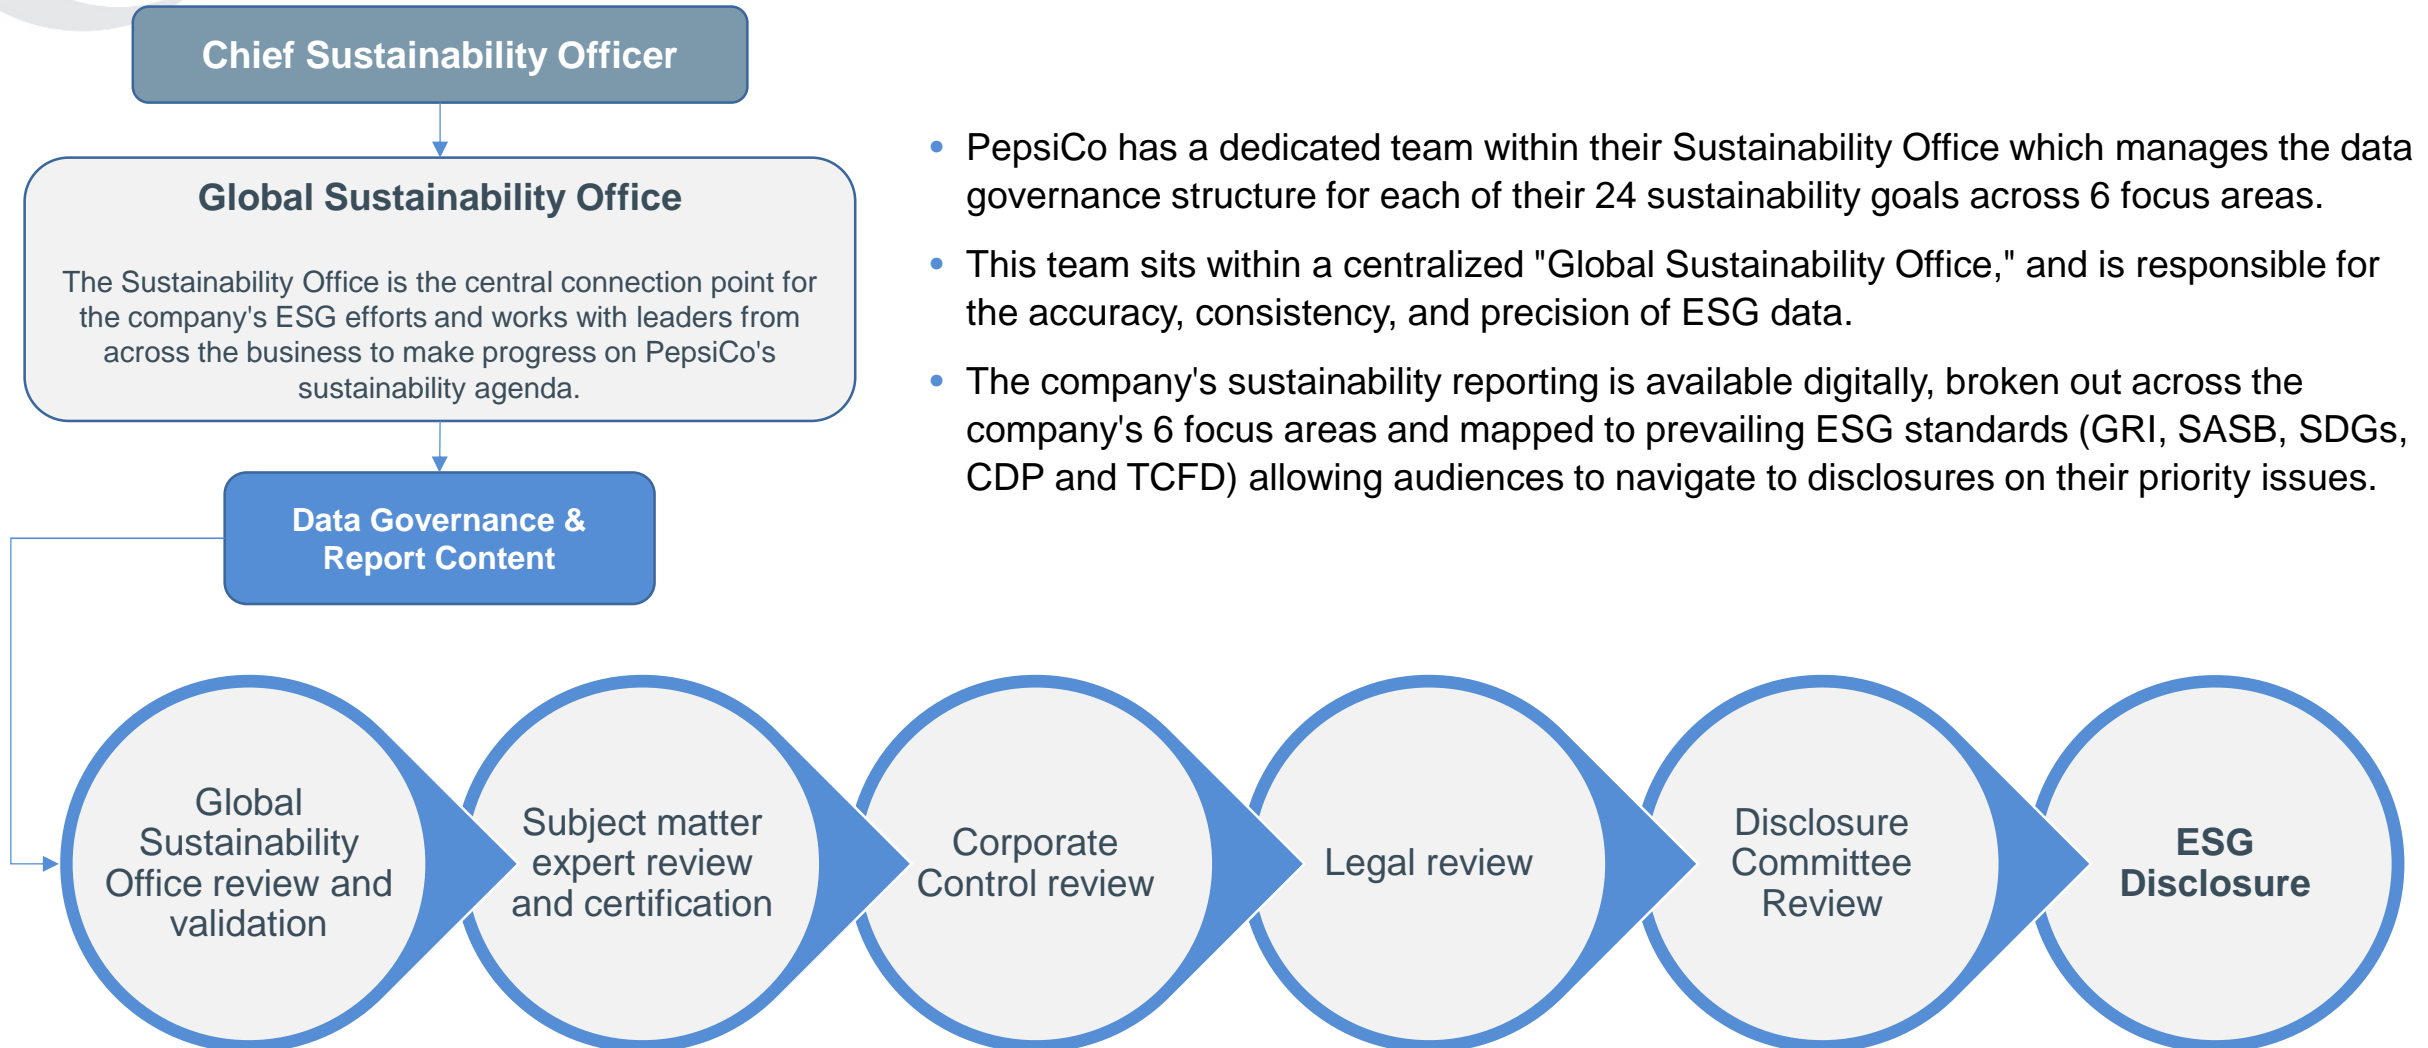 Chief Sustainability Officer
Global Sustainability Office
The Sustainability Office is the central connection point for
the company's ESG efforts and works with leaders from
across the business to make progress on PepsiCo's
sustainability agenda.
Data Governance &
Report Content
• PepsiCo has a dedicated team within their Sustainability Office which manages the data
governance structure for each of their 24 sustainability goals across 6 focus areas.
• This team sits within a centralized "Global Sustainability Office," and is responsible for
the accuracy, consistency, and precision of ESG data.
• The company's sustainability reporting is available digitally, broken out across the
company's 6 focus areas and mapped to prevailing ESG standards (GRI, SASB, SDGs,
CDP and TCFD) allowing audiences to navigate to disclosures on their priority issues.
Global
Sustainability
Office review and
validation
Subject matter
expert review
and certification
Corporate
Control review
Legal review
Disclosure
Committee
Review
ESG
Disclosure